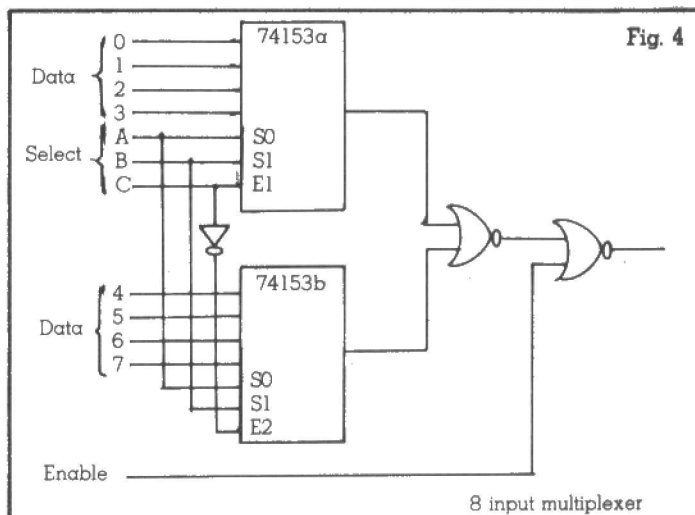 Fig. 4
74153a
Data
0
1
2
3
Select
A
B
C
S0
S1
E1
74153b
Data
4
5
6
7
S0
S1
E2
Enable
8 input multiplexer